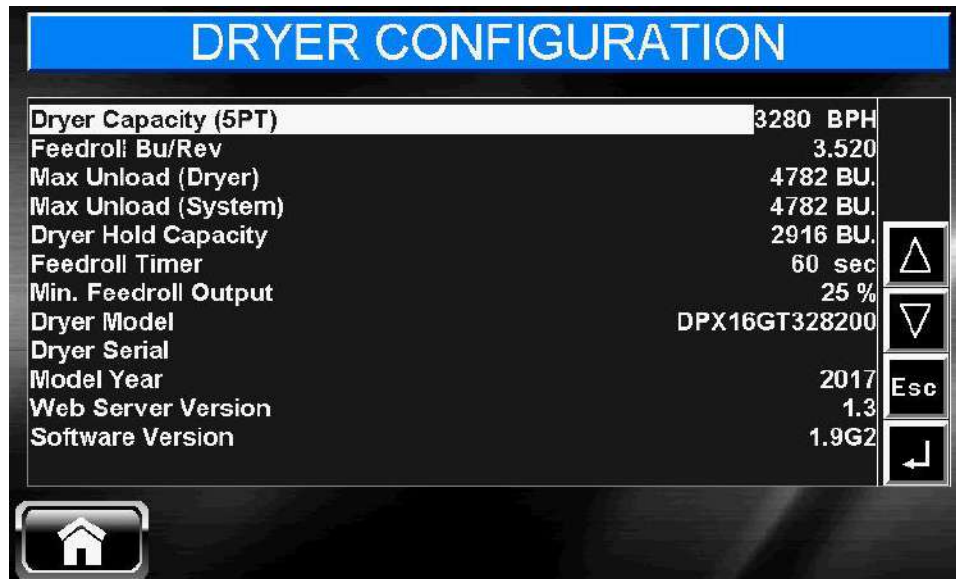 DRYER CONFIGURATION
Dryer Capacity (5PT) 3280 BPH
Feedroll Bu/Rev 3.520
Max Unload (Dryer) 4782 BU.
Max Unload (System) 4782 BU.
Dryer Hold Capacity 2916 BU.
Feedroll Timer 60 sec
Min. Feedroll Output 25 %
Dryer Model DPX16GT328200
Dryer Serial
Model Year 2017
Web Server Version 1.3
Software Version 1.9G2
Esc